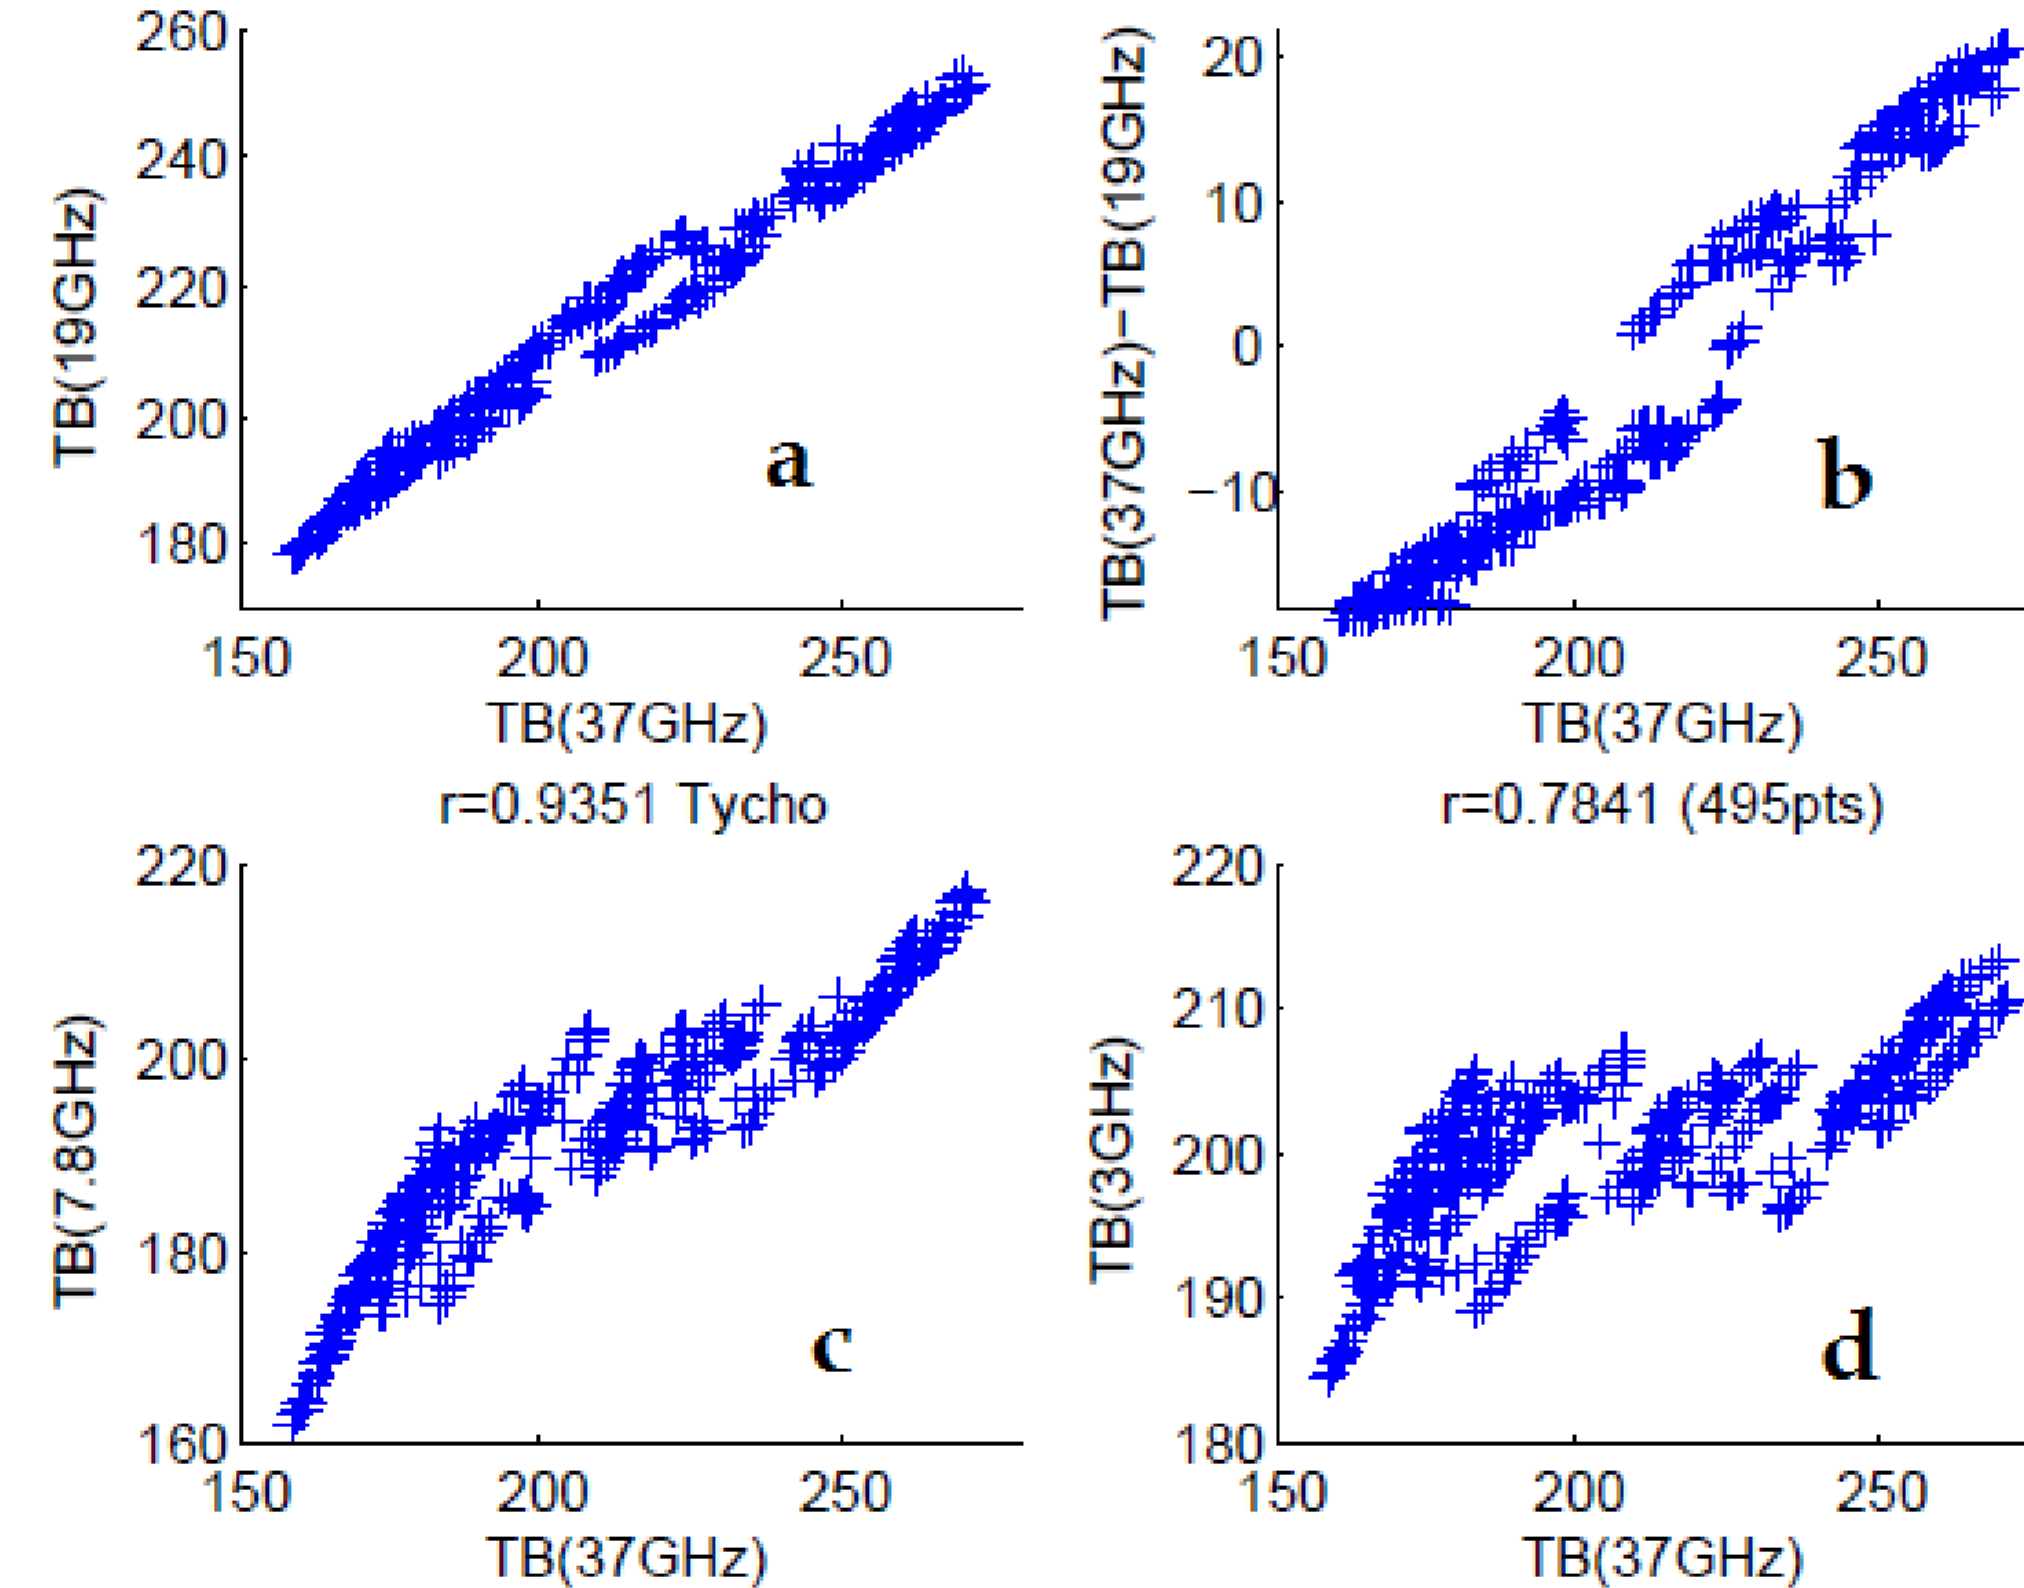 260
240
220
200
180
TB(19GHz)
a
150 200 250
TB(37GHz)
20
10
0
−10
TB(37GHz)−TB(19GHz)
b
150 200 250
TB(37GHz)
r=0.9351 Tycho
220
200
180
160
TB(7.8GHz)
c
150 200 250
TB(37GHz)
r=0.7841 (495pts)
220
210
200
190
180
TB(3GHz)
d
150 200 250
TB(37GHz)